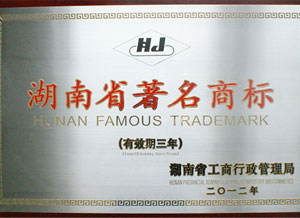 HJ
湖南省著名商标
HUNAN FAMOUS TRADEMARK
(有效期三年)
湖南省工商行政管理局
二〇一二年